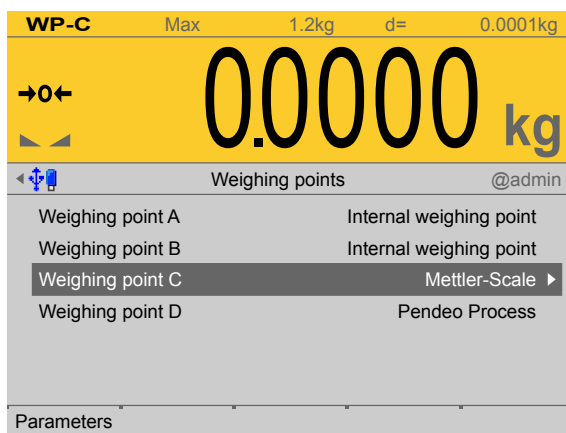 WP-C Max 1.2kg d= 0.0001kg
→0← 0.0000 kg
Weighing points @admin
Weighing point A Internal weighing point
Weighing point B Internal weighing point
Weighing point C Mettler-Scale
Weighing point D Pendeo Process
Parameters